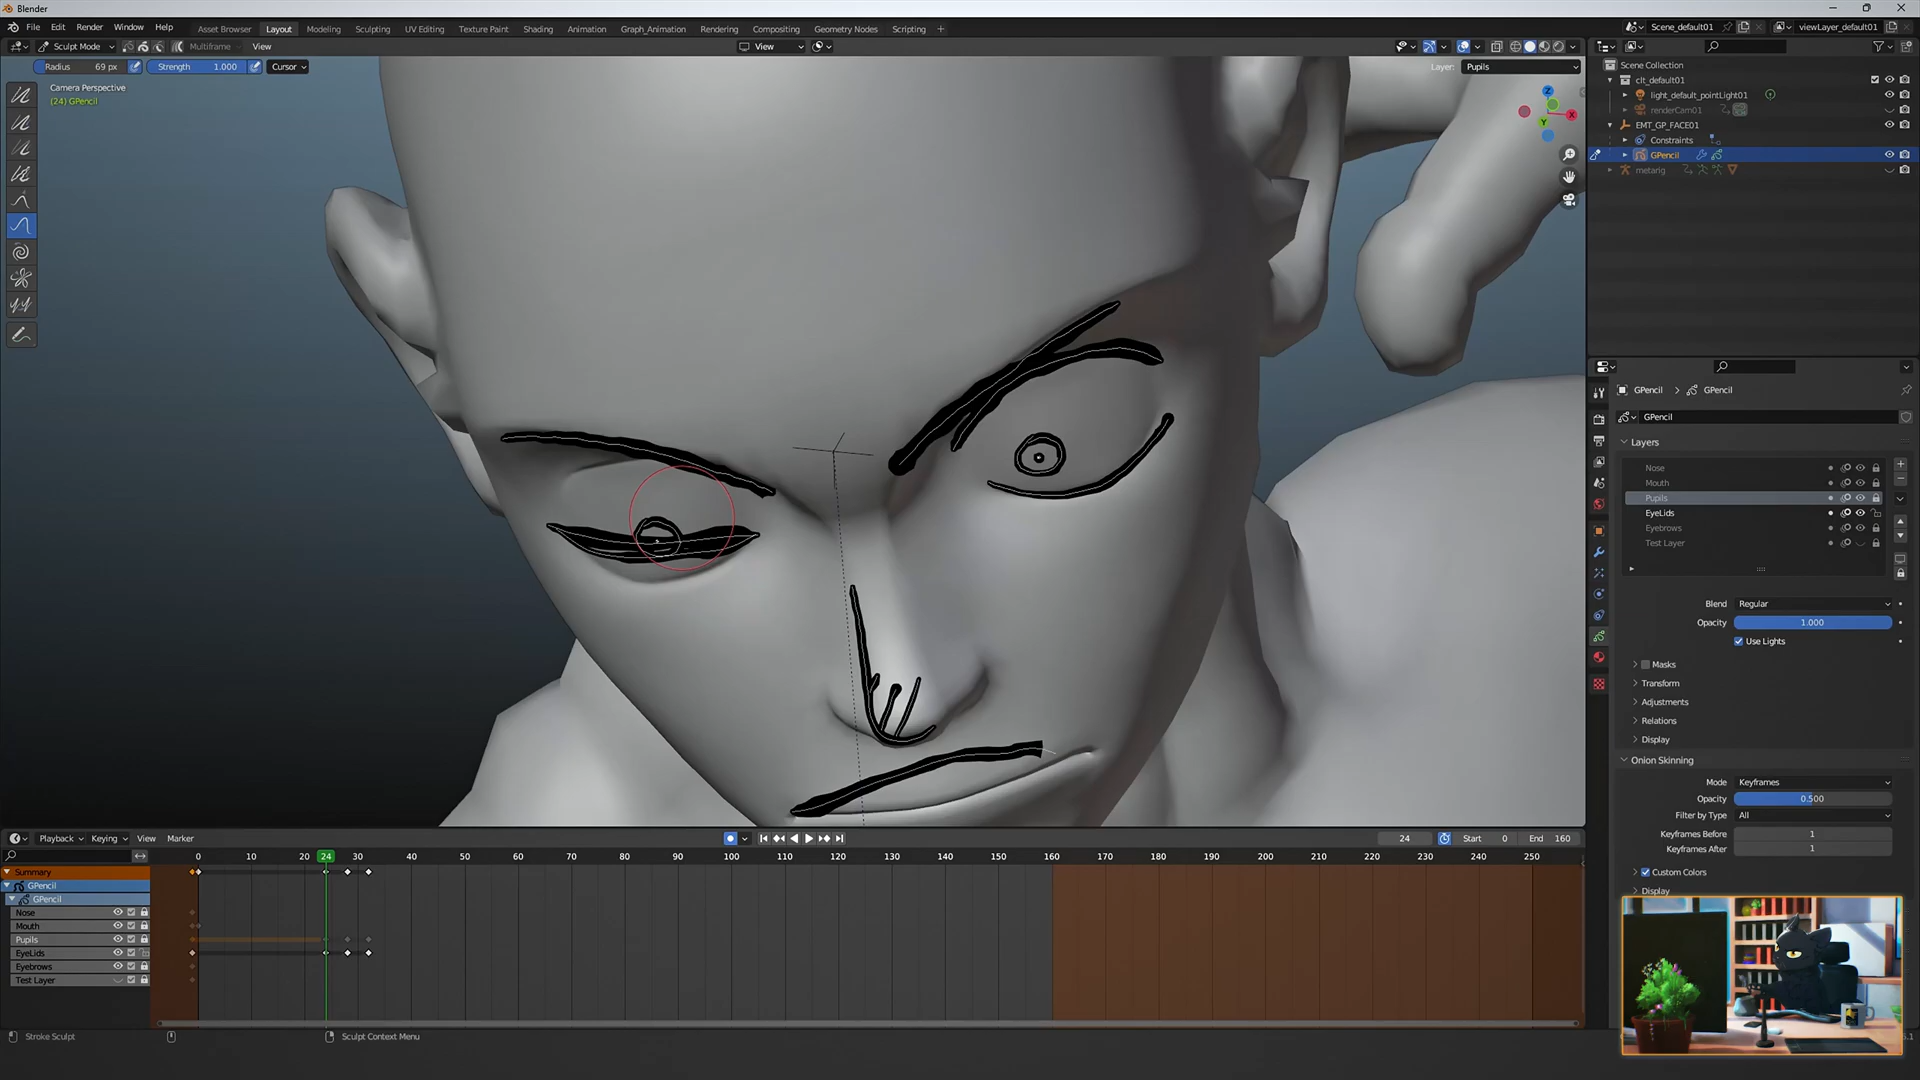 Blender
File Edit Render Window Help
Asset Browser Layout Modeling Sculpting UV Editing Texture Paint Shading Animation Graph_Animation Rendering Compositing Geometry Nodes Scripting +
Scene_default01 viewLayer_default01
Sculpt Mode Multiframe View
View
Radius 69 px Strength 1.000 Cursor
Layer: Pupils
Camera Perspective
(24) GPencil
Z
X
Y
Scene Collection
clt_default01
light_default_pointLight01
renderCam01
EMT_GP_FACE01
Constraints
GPencil
metarig
GPencil > GPencil
GPencil
Layers
Nose
Mouth
Pupils
EyeLids
Eyebrows
Test Layer
Blend Regular
Opacity 1.000
Use Lights
Masks
Transform
Adjustments
Relations
Display
Onion Skinning
Mode Keyframes
Opacity 0.500
Filter by Type All
Keyframes Before 1
Keyframes After 1
Custom Colors
Display
Playback Keying View Marker
24 Start 0 End 160
0 10 20 24 30 40 50 60 70 80 90 100 110 120 130 140 150 160 170 180 190 200 210 220 230 240 250
Summary
GPencil
GPencil
Nose
Mouth
Pupils
EyeLids
Eyebrows
Test Layer
Stroke Sculpt
Sculpt Context Menu